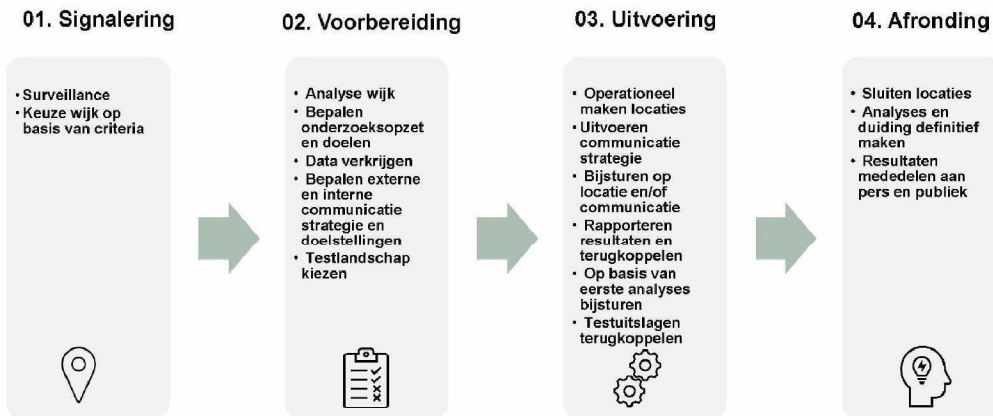 01. Signalering
• Surveillance
• Keuze wijk op
basis van criteria
02. Voorbereiding
• Analyse wijk
• Bepalen
onderzoeksopzet
en doelen
• Data verkrijgen
• Bepalen externe
en interne
communicatie
strategie en
doelstellingen
• Testlandschap
kiezen
03. Uitvoering
• Operationeel
maken locaties
• Uitvoeren
communicatie
strategie
• Bijsturen op
locatie en/of
communicatie
• Rapporteren
resultaten en
terugkoppelen
• Op basis van
eerste analyses
bijsturen
• Testuitslagen
terugkoppelen
04. Afronding
• Sluiten locaties
• Analyses en
duiding definitief
maken
• Resultaten
mededelen aan
pers en publiek